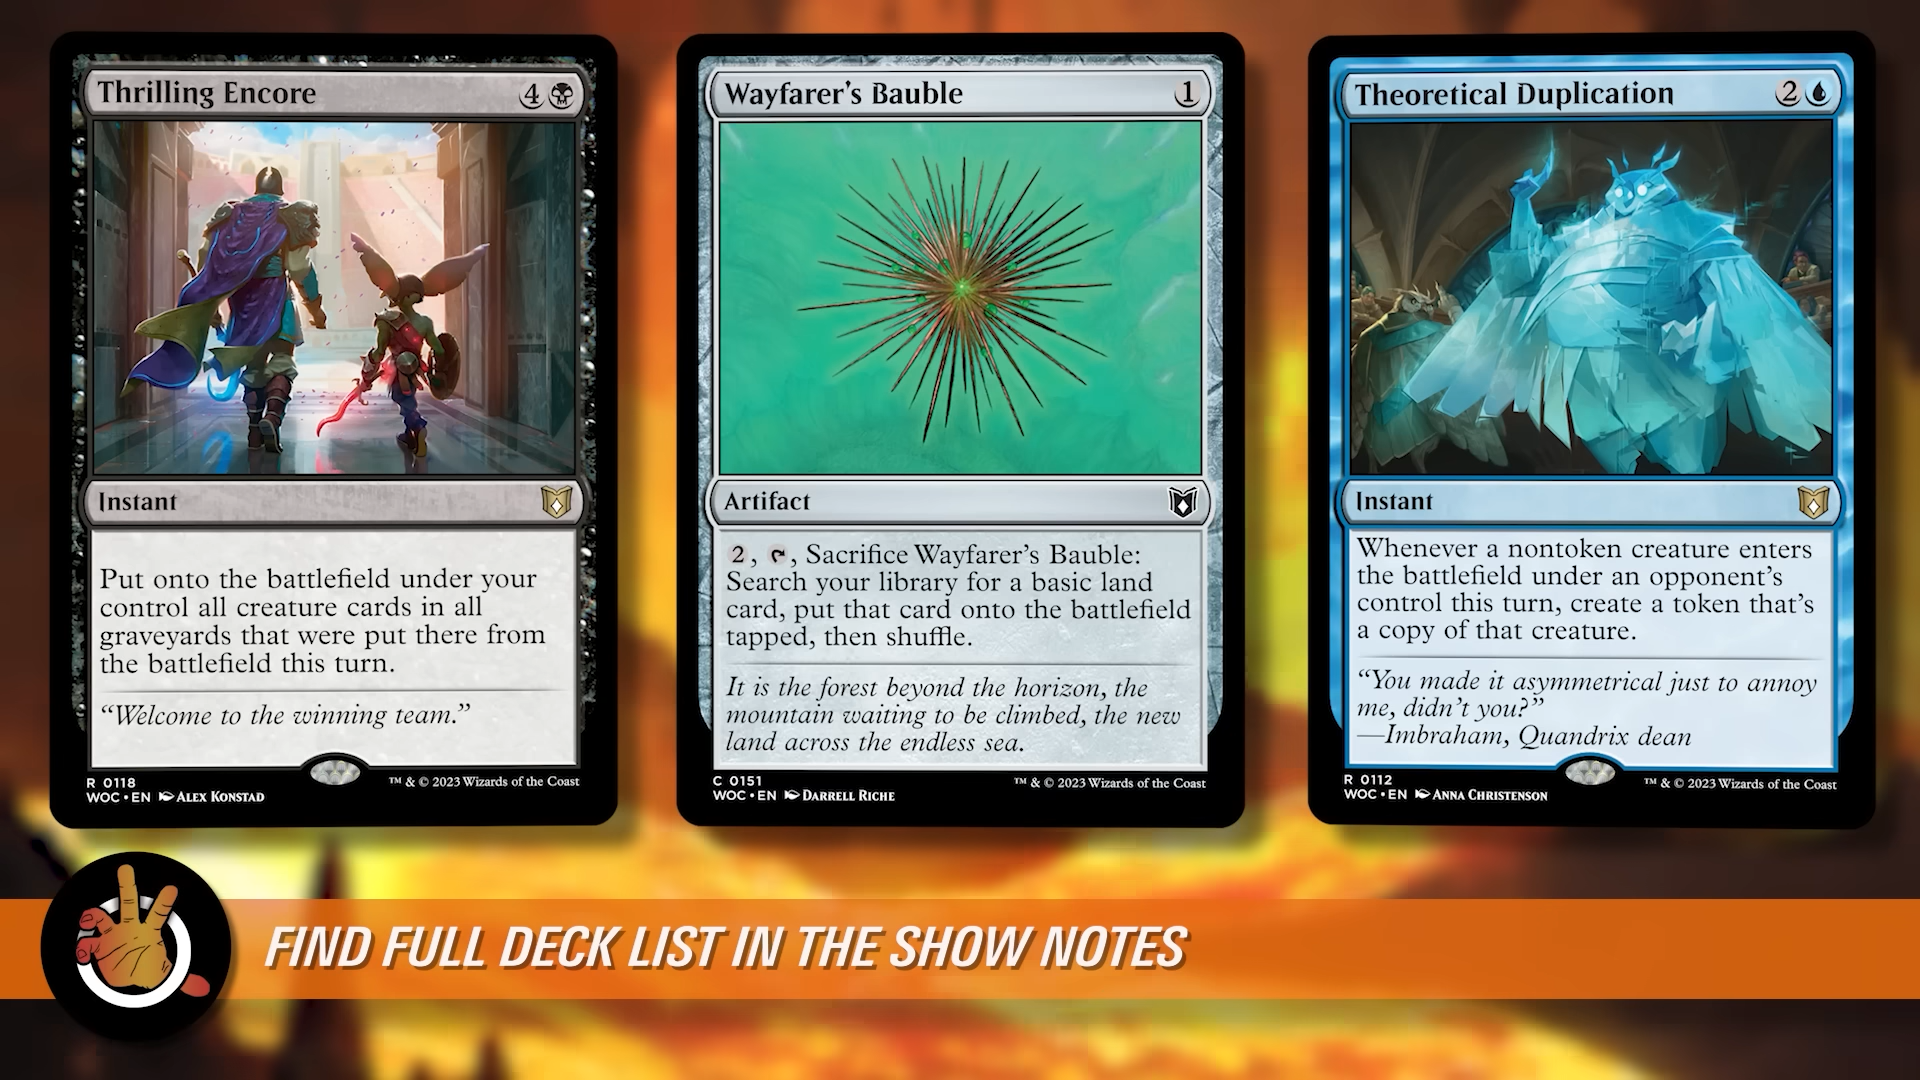 Thrilling Encore 4
Instant
Put onto the battlefield under your
control all creature cards in all
graveyards that were put there from
the battlefield this turn.
“Welcome to the winning team.”
R 0118
WOC • EN ALEX KONSTAD
™ & © 2023 Wizards of the Coast
Wayfarer's Bauble 1
Artifact
2, , Sacrifice Wayfarer's Bauble:
Search your library for a basic land
card, put that card onto the battlefield
tapped, then shuffle.
It is the forest beyond the horizon, the
mountain waiting to be climbed, the new
land across the endless sea.
C 0151
WOC • EN DARRELL RICHE
™ & © 2023 Wizards of the Coast
Theoretical Duplication 2
Instant
Whenever a nontoken creature enters
the battlefield under an opponent's
control this turn, create a token that's
a copy of that creature.
“You made it asymmetrical just to annoy
me, didn't you?”
—Imbraham, Quandrix dean
R 0112
WOC • EN ANNA CHRISTENSON
™ & © 2023 Wizards of the Coast
FIND FULL DECK LIST IN THE SHOW NOTES